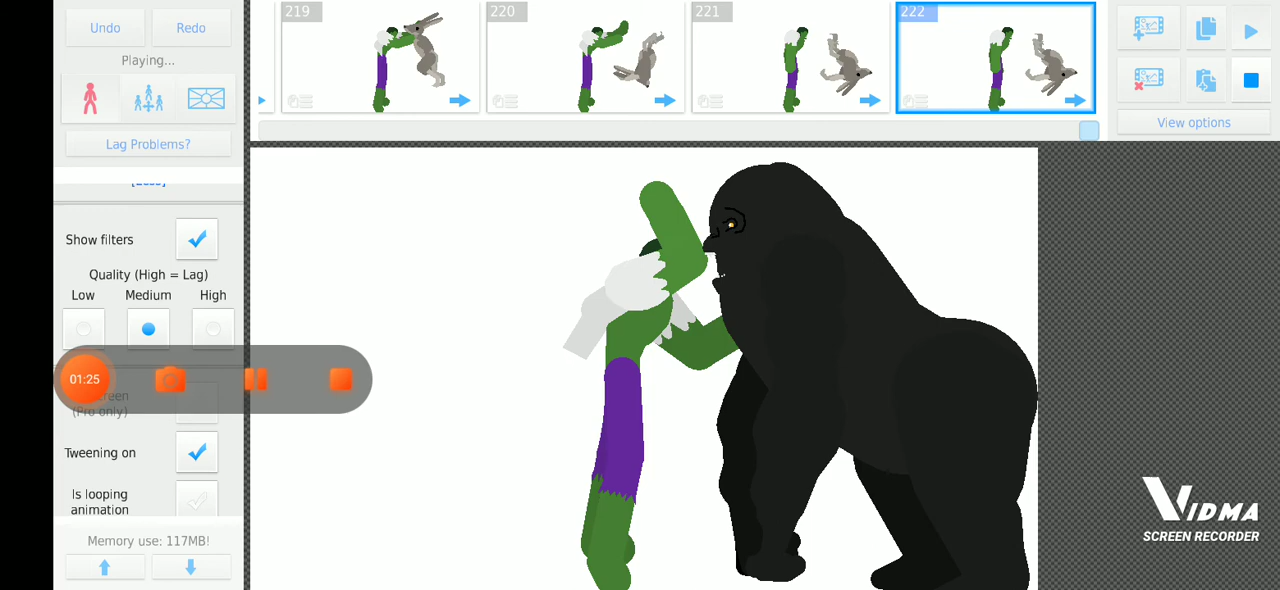 Undo Redo
Playing...
Lag Problems?
Show filters
Quality (High = Lag)
Low Medium High
01:25
(Pro only)
Tweening on
Is looping
animation
Memory use: 117MB!
219
220
221
222
View options
VIDMA
SCREEN RECORDER